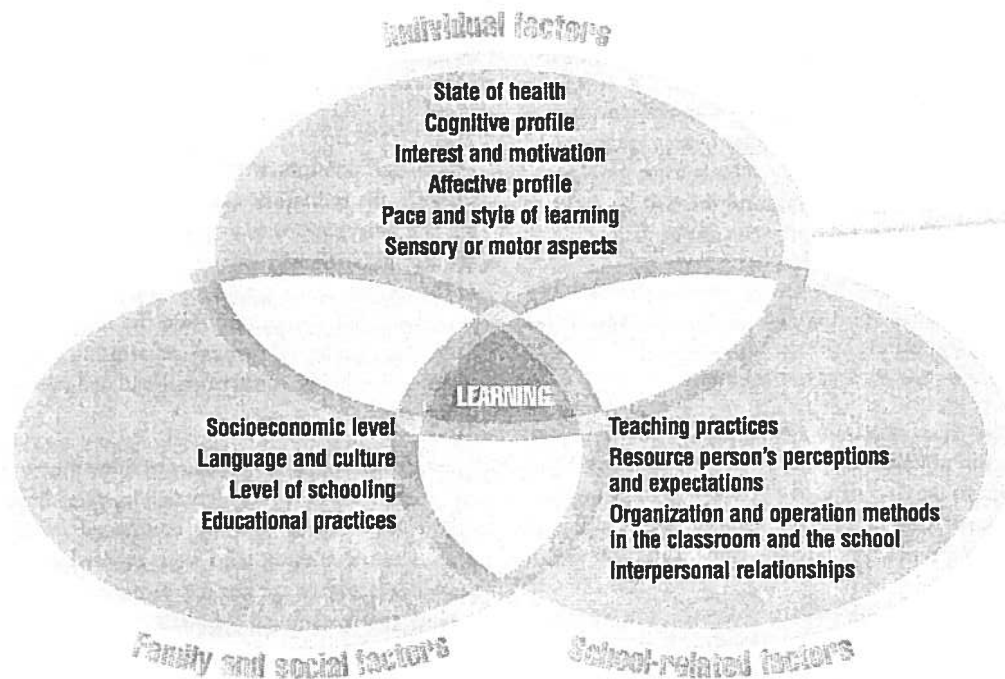 Individual factors
State of health
Cognitive profile
Interest and motivation
Affective profile
Pace and style of learning
Sensory or motor aspects
LEARNING
Socioeconomic level
Language and culture
Level of schooling
Educational practices
Teaching practices
Resource person's perceptions
and expectations
Organization and operation methods
in the classroom and the school
Interpersonal relationships
Family and social factors
School-related factors